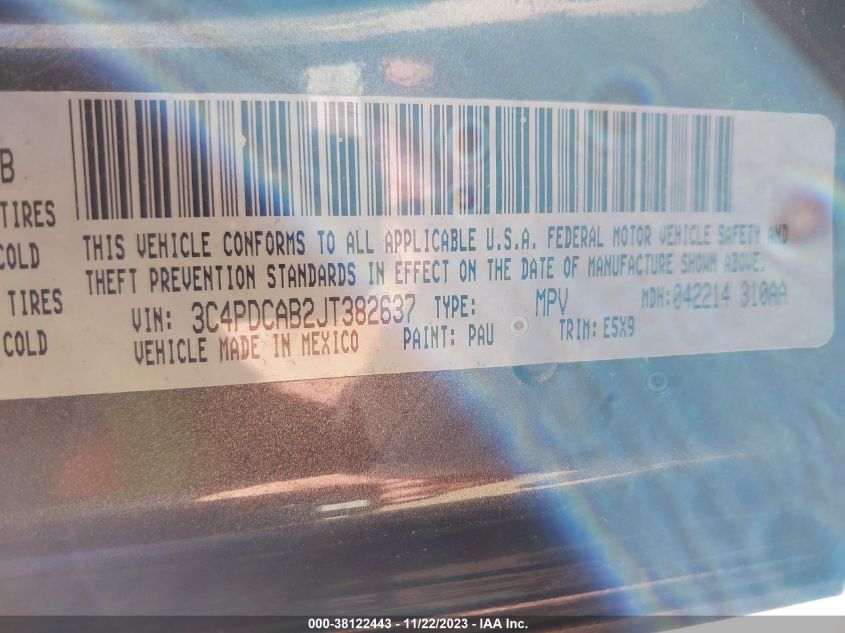 B
TIRES
COLD
TIRES
COLD
THIS VEHICLE CONFORMS TO ALL APPLICABLE U.S.A. FEDERAL MOTOR VEHICLE SAFETY AND
THEFT PREVENTION STANDARDS IN EFFECT ON THE DATE OF MANUFACTURE SHOWN ABOVE.
VIN: 3C4PDCAB2JT382637 TYPE: MPV MDH:042214 310AA
VEHICLE MADE IN MEXICO PAINT: PAU TRIM: E5X9
000-38122443 - 11/22/2023 - IAA Inc.